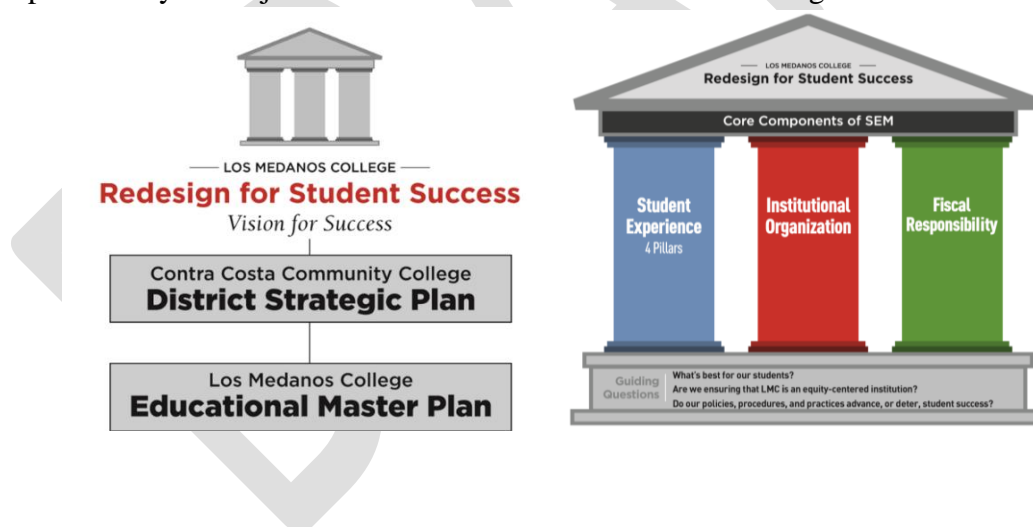 LOS MEDANOS COLLEGE
Redesign for Student Success
Vision for Success
Contra Costa Community College
District Strategic Plan
Los Medanos College
Educational Master Plan
LOS MEDANOS COLLEGE
Redesign for Student Success
Core Components of SEM
Student
Experience
4 Pillars
Institutional
Organization
Fiscal
Responsibility
Guiding
Questions
What's best for our students?
Are we ensuring that LMC is an equity-centered institution?
Do our policies, procedures, and practices advance, or deter, student success?